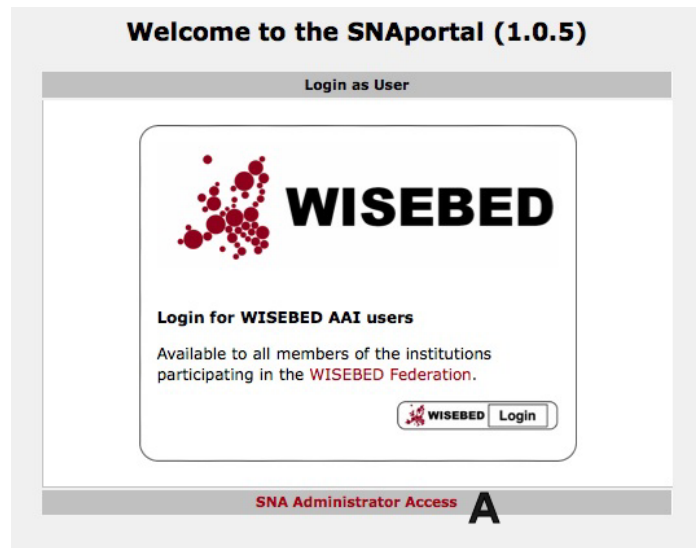 Welcome to the SNAportal (1.0.5)
Login as User
WISEBED
Login for WISEBED AAI users
Available to all members of the institutions
participating in the WISEBED Federation.
WISEBED Login
SNA Administrator Access A